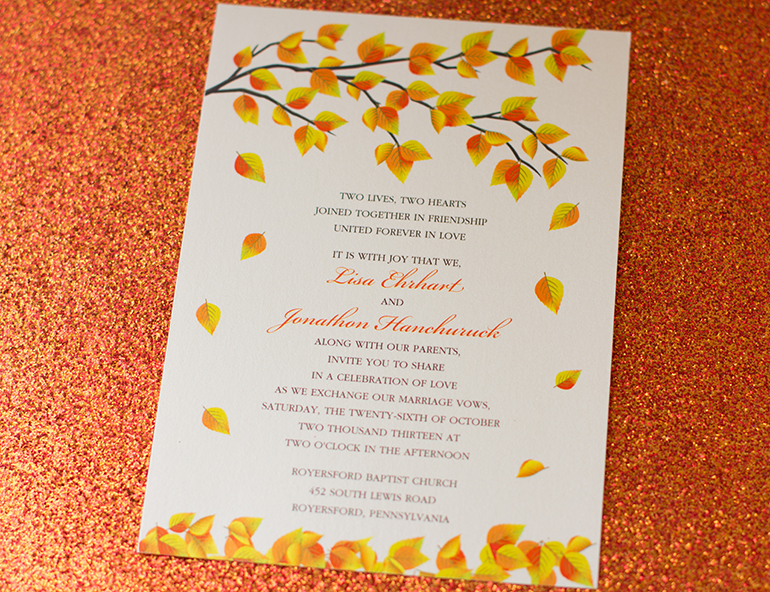 TWO LIVES, TWO HEARTS
JOINED TOGETHER IN FRIENDSHIP
UNITED FOREVER IN LOVE
IT IS WITH JOY THAT WE,
Lisa Ehrhart
AND
Jonathon Hanchuruck
ALONG WITH OUR PARENTS,
INVITE YOU TO SHARE
IN A CELEBRATION OF LOVE
AS WE EXCHANGE OUR MARRIAGE VOWS,
SATURDAY, THE TWENTY-SIXTH OF OCTOBER
TWO THOUSAND THIRTEEN AT
TWO O'CLOCK IN THE AFTERNOON
ROYERSFORD BAPTIST CHURCH
452 SOUTH LEWIS ROAD
ROYERSFORD, PENNSYLVANIA